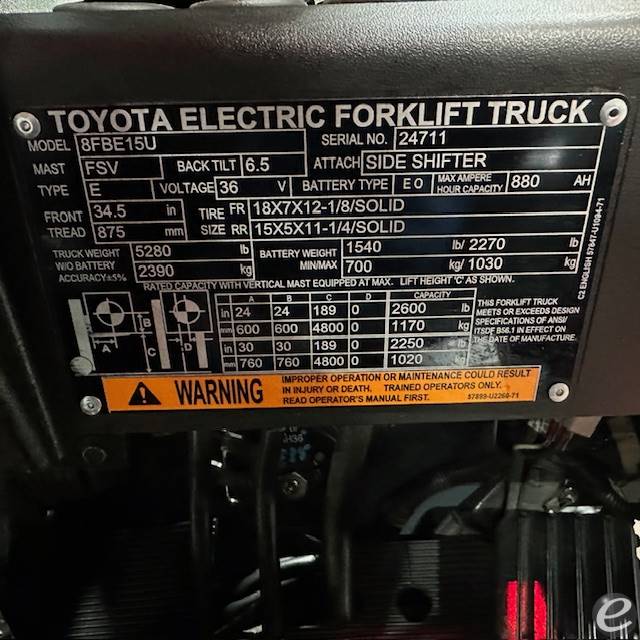 TOYOTA ELECTRIC FORKLIFT TRUCK
MODEL 8FBE15U SERIAL NO. 24711
MAST FSV BACK TILT 6.5 ATTACH SIDE SHIFTER
TYPE E VOLTAGE 36 V BATTERY TYPE E O MAX AMPERE HOUR CAPACITY 880 AH
FRONT TREAD 34.5 in TIRE SIZE FR 18X7X12-1/8/SOLID
875 mm RR 15X5X11-1/4/SOLID
TRUCK WEIGHT W/O BATTERY ACCURACY±5% 5280 lb BATTERY WEIGHT MIN/MAX 1540 lb/ 2270 lb
2390 kg 700 kg/ 1030 kg
RATED CAPACITY WITH VERTICAL MAST EQUIPPED AT MAX. LIFT HEIGHT "C" AS SHOWN.
A B C D CAPACITY
in 24 24 189 0 2600 lb
mm 600 600 4800 0 1170 kg
in 30 30 189 0 2250 lb
mm 760 760 4800 0 1020 kg
A B C D
THIS FORKLIFT TRUCK
MEETS OR EXCEEDS DESIGN
SPECIFICATIONS OF ANSI/
ITSDF B56.1 IN EFFECT ON
THE DATE OF MANUFACTURE.
WARNING
IMPROPER OPERATION OR MAINTENANCE COULD RESULT
IN INJURY OR DEATH. TRAINED OPERATORS ONLY.
READ OPERATOR'S MANUAL FIRST. 57899-U2260-71
e